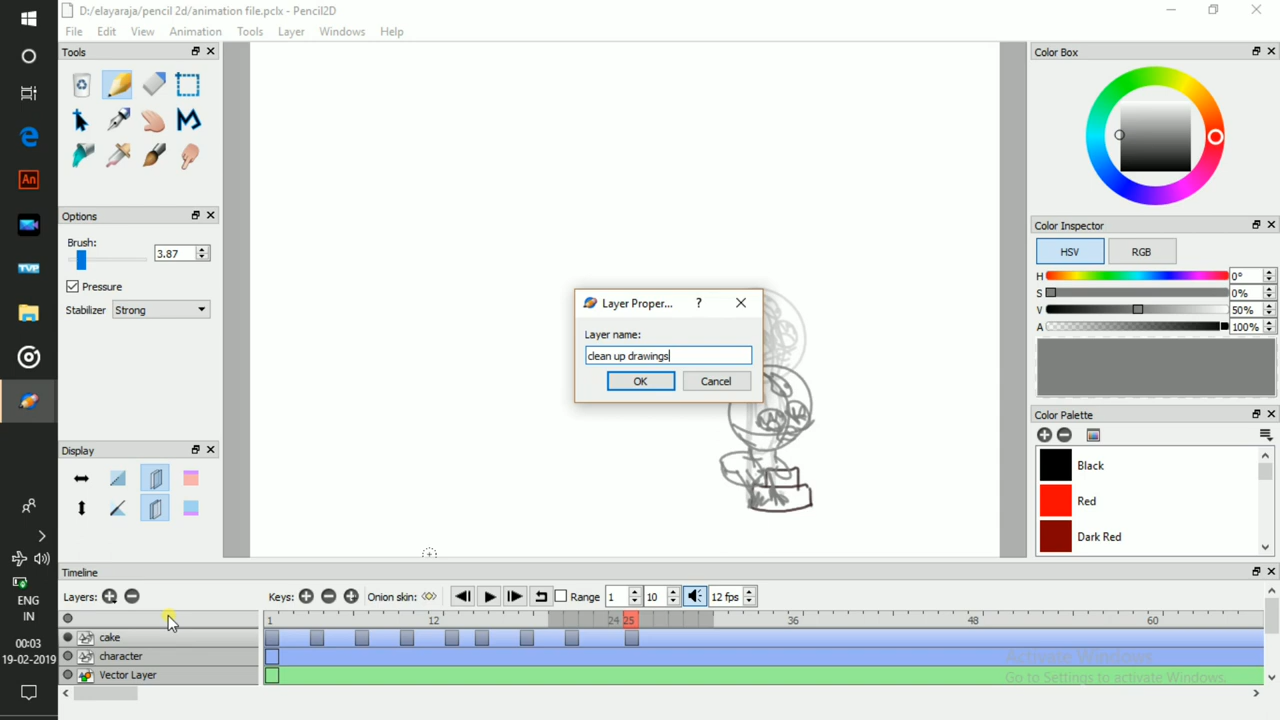 D:/elayaraja/pencil 2d/animation file.pclx - Pencil2D
File Edit View Animation Tools Layer Windows Help
Tools
Options
Brush:
3.87
Pressure
Stabilizer Strong
Display
Layer Proper... ?
Layer name:
clean up drawings
OK Cancel
Color Box
Color Inspector
HSV RGB
H 0°
S 0%
V 50%
A 100%
Color Palette
Black
Red
Dark Red
Timeline
Layers: Keys: Onion skin: Range 1 10 12 fps
1 12 24 25 36 48 60
cake
character
Vector Layer
Activate Windows
Go to Settings to activate Windows.
An
TVP
ENG
IN
00:03
19-02-2019